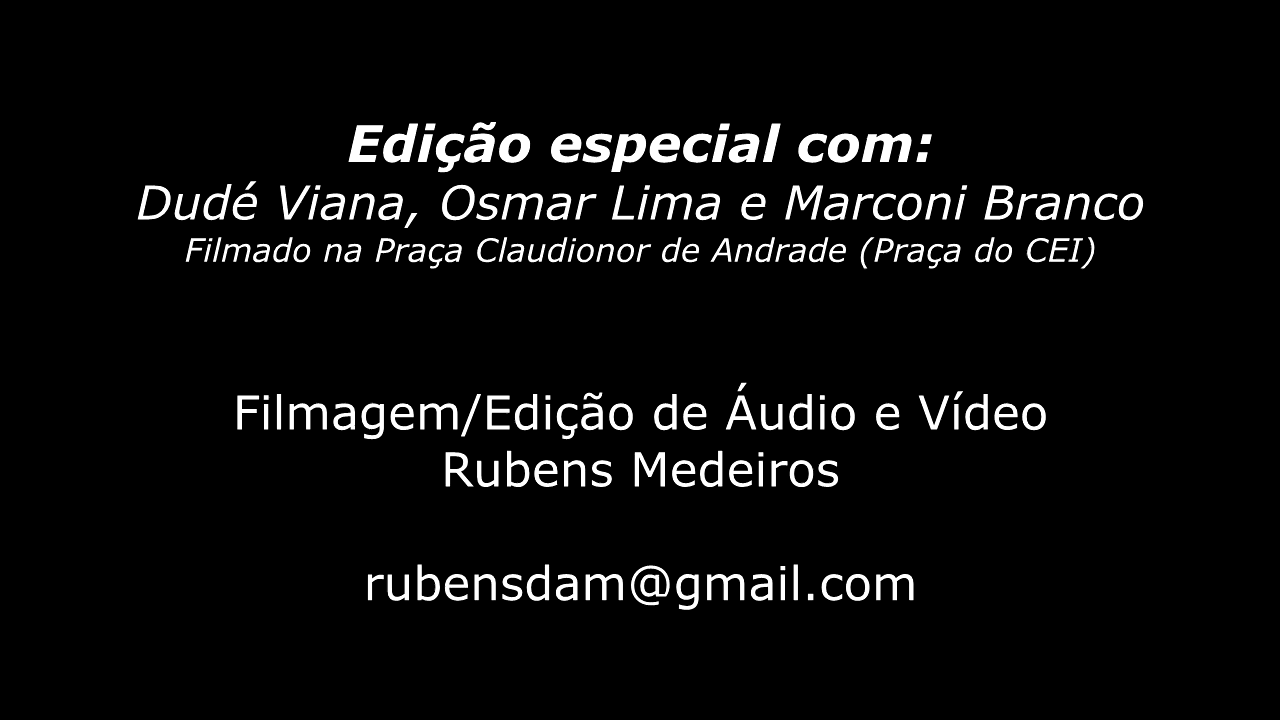 Edição especial com:
Dudé Viana, Osmar Lima e Marconi Branco
Filmado na Praça Claudionor de Andrade (Praça do CEI)
Filmagem/Edição de Áudio e Vídeo
Rubens Medeiros
rubensdam@gmail.com